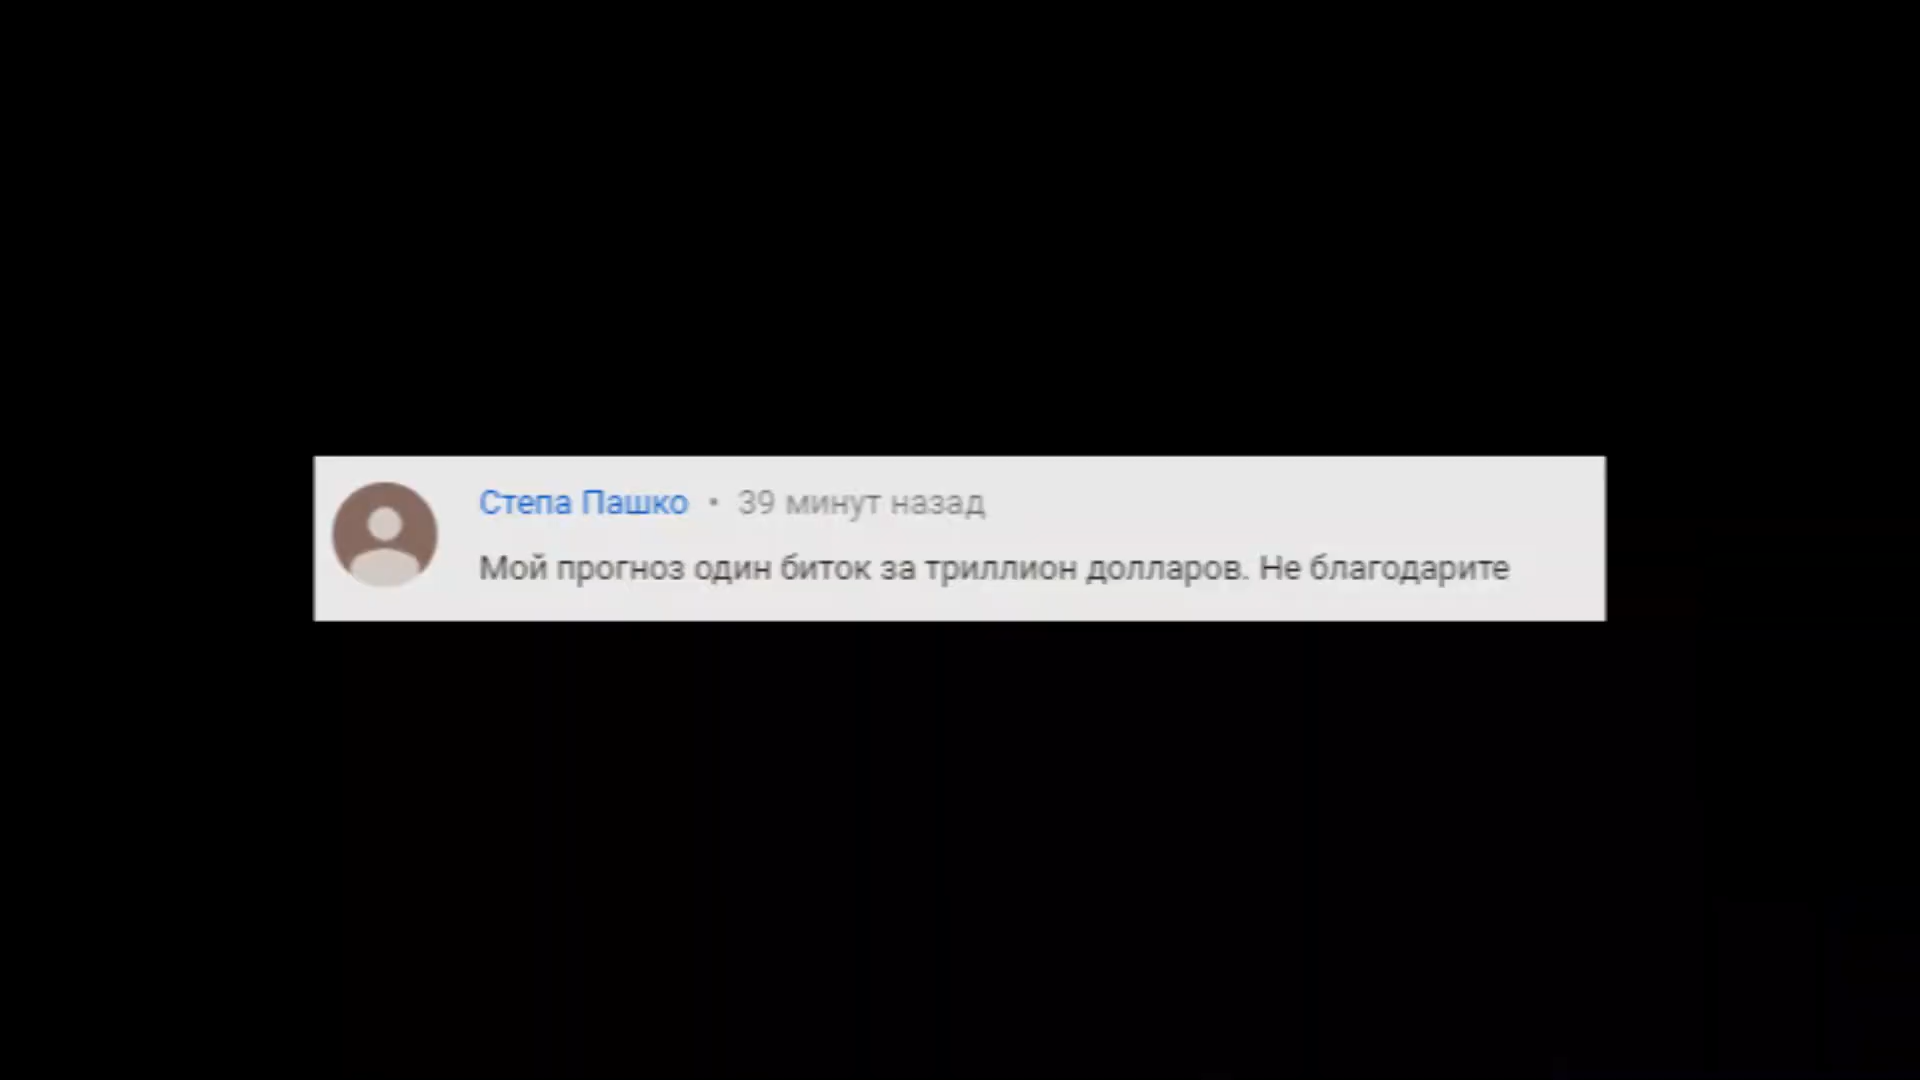 Степа Пашко • 39 минут назад
Мой прогноз один биток за триллион долларов. Не благодарите